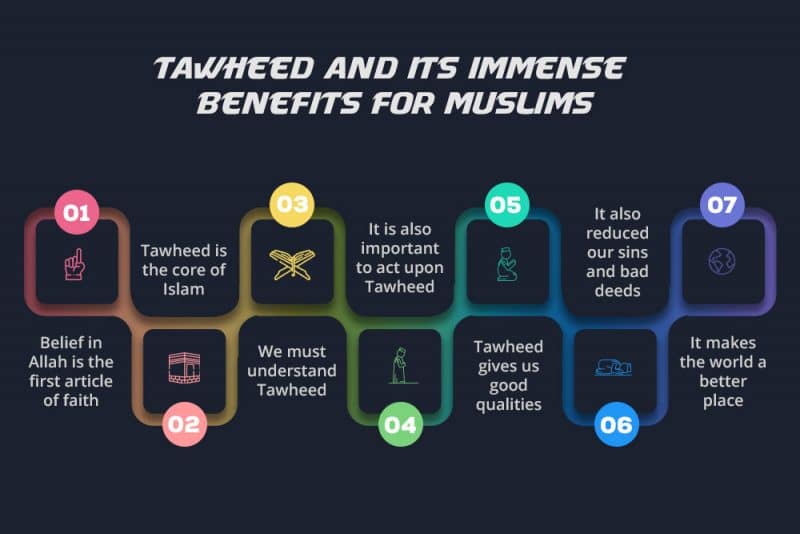 TAWHEED AND ITS IMMENSE
BENEFITS FOR MUSLIMS
01
Belief in
Allah is the
first article
of faith
02
Tawheed is
the core of
Islam
03
We must
understand
Tawheed
04
It is also
important
to act upon
Tawheed
05
Tawheed
gives us
good
qualities
06
It also
reduced
our sins
and bad
deeds
07
It makes
the world a
better
place